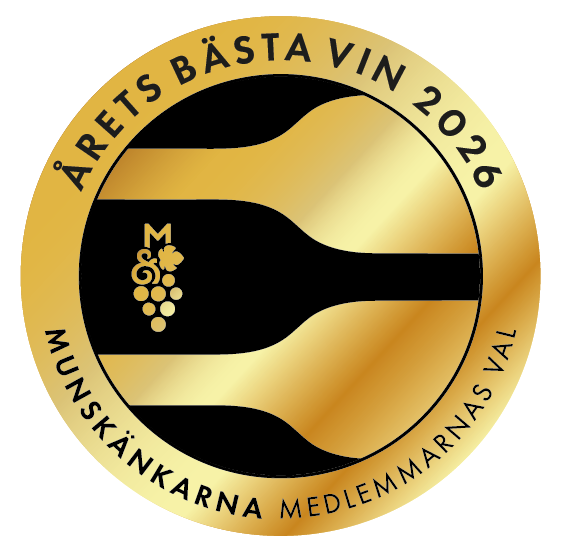 ÅRETS BÄSTA VIN 2026
M
MUNSKÄNKARNA MEDLEMMARNAS VAL